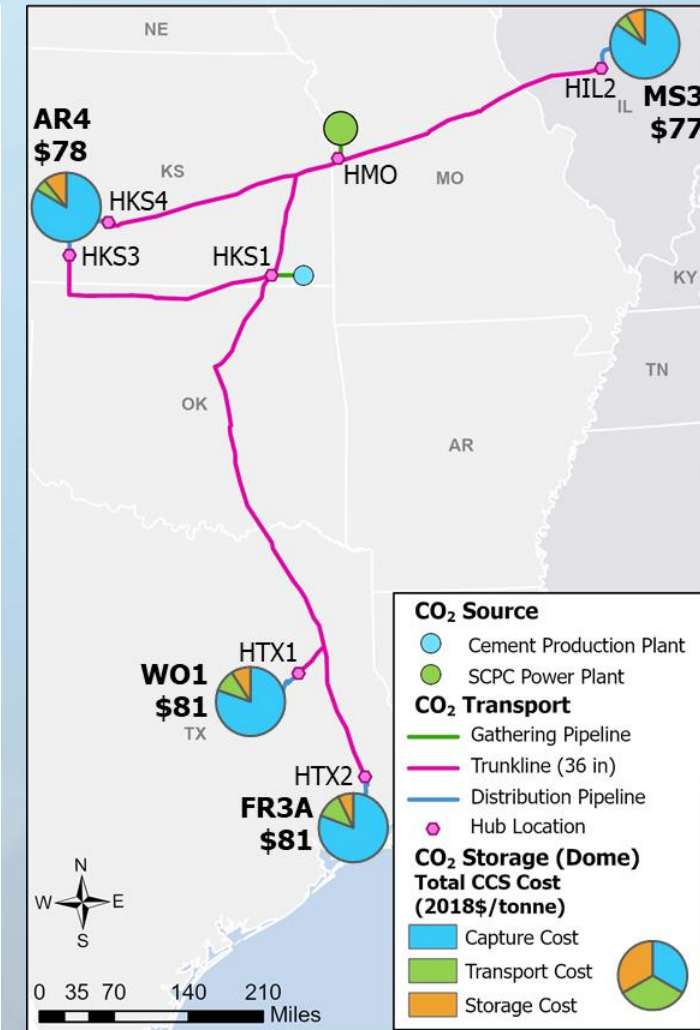 NE
HIL2
IL
MS3
$77
AR4
$78
KS
HKS4
HMO
MO
HKS3
HKS1
KY
TN
OK
AR
HTX1
WO1
$81
TX
HTX2
FR3A
$81
N
W E
S
0 35 70 140 210
Miles
CO₂ Source
Cement Production Plant
SCPC Power Plant
CO₂ Transport
Gathering Pipeline
Trunkline (36 in)
Distribution Pipeline
Hub Location
CO₂ Storage (Dome)
Total CCS Cost
(2018$/tonne)
Capture Cost
Transport Cost
Storage Cost